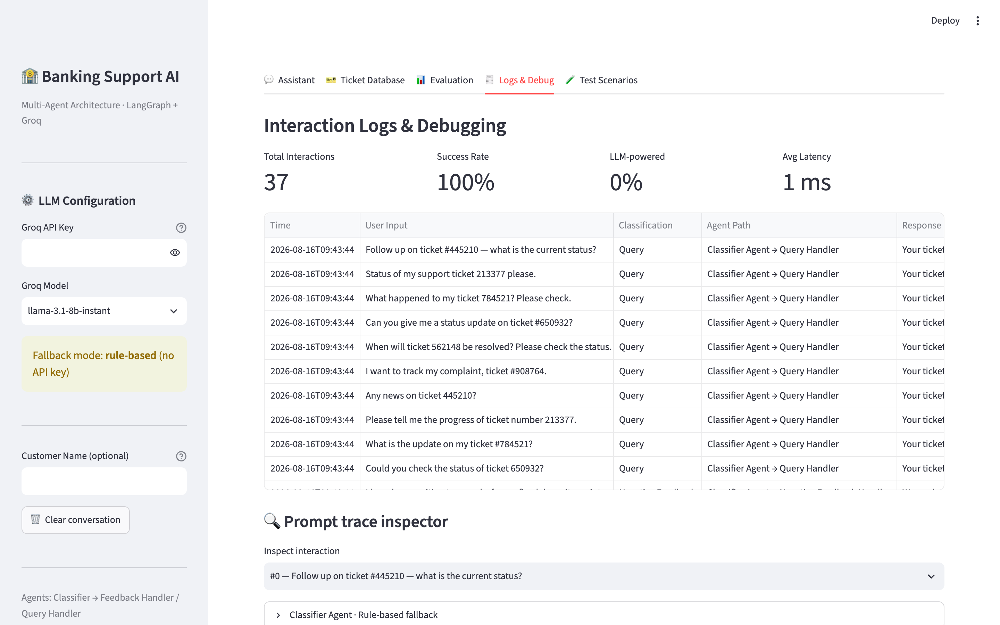 Deploy
Banking Support AI
Multi-Agent Architecture · LangGraph +
Groq
LLM Configuration
Groq API Key
Groq Model
llama-3.1-8b-instant
Fallback mode: rule-based (no
API key)
Customer Name (optional)
Clear conversation
Agents: Classifier → Feedback Handler /
Query Handler
Assistant Ticket Database Evaluation Logs & Debug Test Scenarios
Interaction Logs & Debugging
Total Interactions Success Rate LLM-powered Avg Latency
37 100% 0% 1 ms
Time User Input Classification Agent Path Response
2026-08-16T09:43:44 Follow up on ticket #445210 — what is the current status? Query Classifier Agent → Query Handler Your ticket
2026-08-16T09:43:44 Status of my support ticket 213377 please. Query Classifier Agent → Query Handler Your ticket
2026-08-16T09:43:44 What happened to my ticket 784521? Please check. Query Classifier Agent → Query Handler Your ticket
2026-08-16T09:43:44 Can you give me a status update on ticket #650932? Query Classifier Agent → Query Handler Your ticket
2026-08-16T09:43:44 When will ticket 562148 be resolved? Please check the status. Query Classifier Agent → Query Handler Your ticket
2026-08-16T09:43:44 I want to track my complaint, ticket #908764. Query Classifier Agent → Query Handler Your ticket
2026-08-16T09:43:44 Any news on ticket 445210? Query Classifier Agent → Query Handler Your ticket
2026-08-16T09:43:44 Please tell me the progress of ticket number 213377. Query Classifier Agent → Query Handler Your ticket
2026-08-16T09:43:44 What is the update on my ticket #784521? Query Classifier Agent → Query Handler Your ticket
2026-08-16T09:43:44 Could you check the status of ticket 650932? Query Classifier Agent → Query Handler Your ticket
Prompt trace inspector
Inspect interaction
#0 — Follow up on ticket #445210 — what is the current status?
Classifier Agent · Rule-based fallback